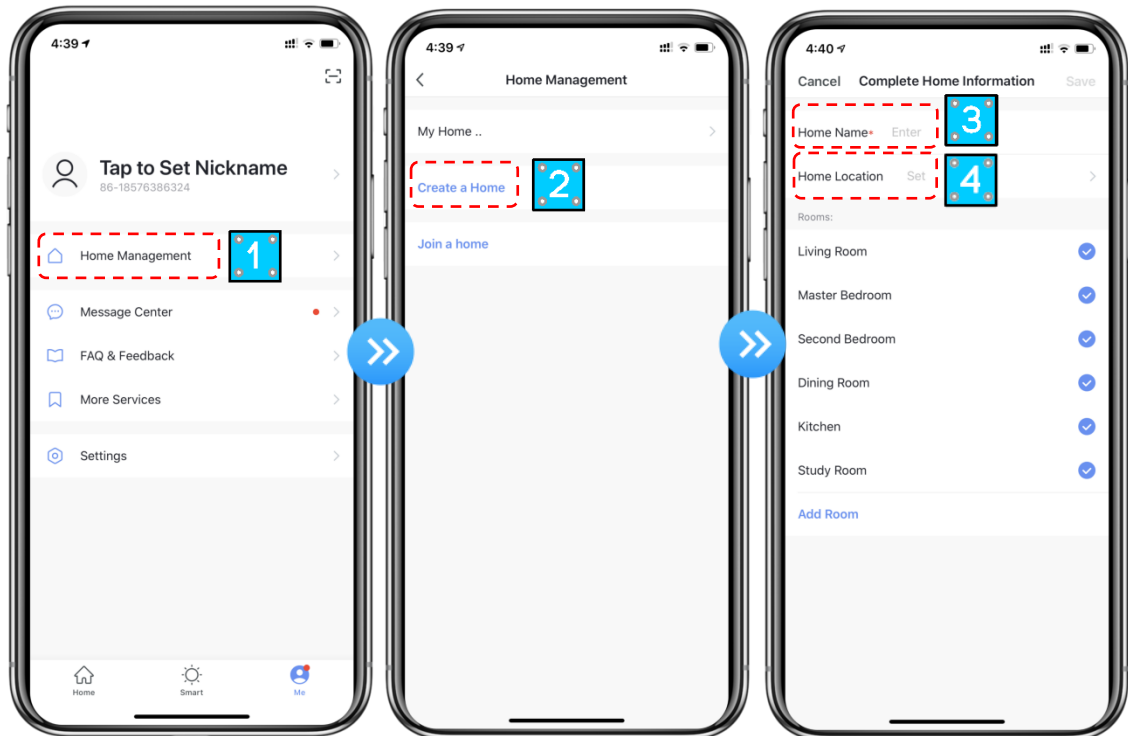 4:39
Tap to Set Nickname
86-18576386324
Home Management
1
Message Center
FAQ & Feedback
More Services
Settings
Home
Smart
Me
4:39
Home Management
My Home ..
Create a Home
2
Join a home
4:40
Cancel Complete Home Information Save
Home Name* Enter
3
Home Location Set
4
Rooms:
Living Room
Master Bedroom
Second Bedroom
Dining Room
Kitchen
Study Room
Add Room